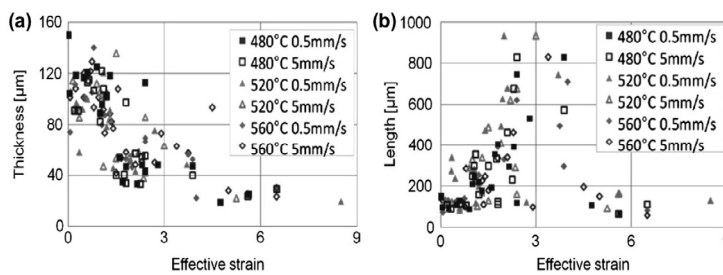 (a)
Thickness [μm]
160
120
80
40
0
0
3
6
9
Effective strain
480°C 0.5mm/s
480°C 5mm/s
520°C 0.5mm/s
520°C 5mm/s
560°C 0.5mm/s
560°C 5mm/s
(b)
Length [μm]
1000
800
600
400
200
0
0
3
6
Effective strain
480°C 0.5mm/s
480°C 5mm/s
520°C 0.5mm/s
520°C 5mm/s
560°C 0.5mm/s
560°C 5mm/s